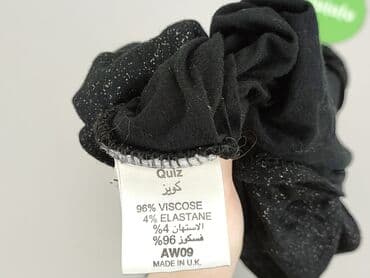 Quiz
كويز
96% VISCOSE
4% ELASTANE
الاستهان 4%
فسكوز 96%
AW09
MADE IN U.K.